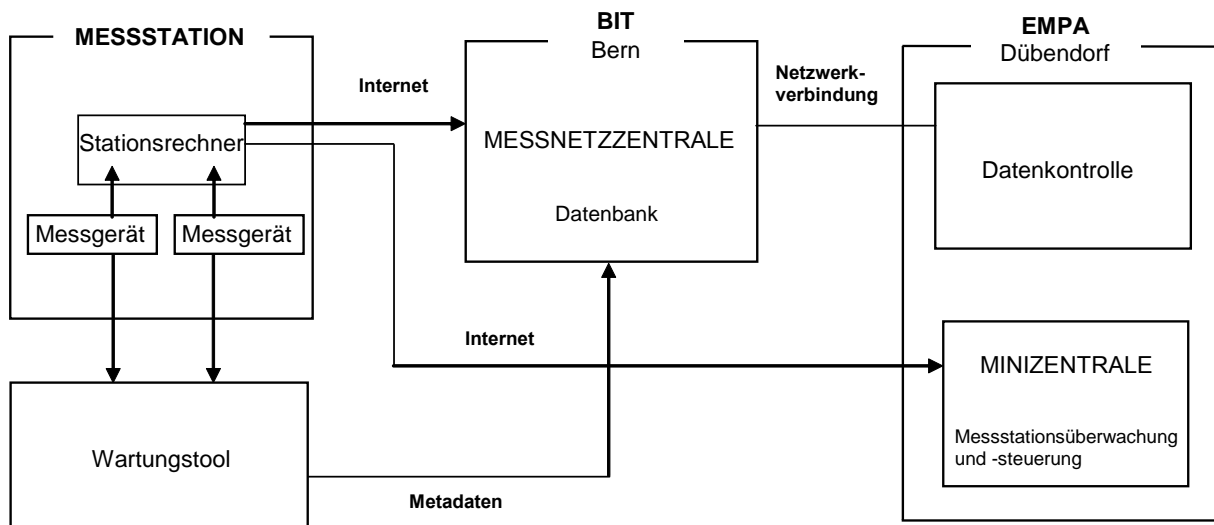 MESSSTATION
Stationsrechner
Messgerät
Messgerät
Wartungstool
Internet
Internet
Metadaten
BIT
Bern
MESSNETZZENTRALE
Datenbank
Netzwerk-
verbindung
EMPA
Dübendorf
Datenkontrolle
MINIZENTRALE
Messstationsüberwachung
und -steuerung